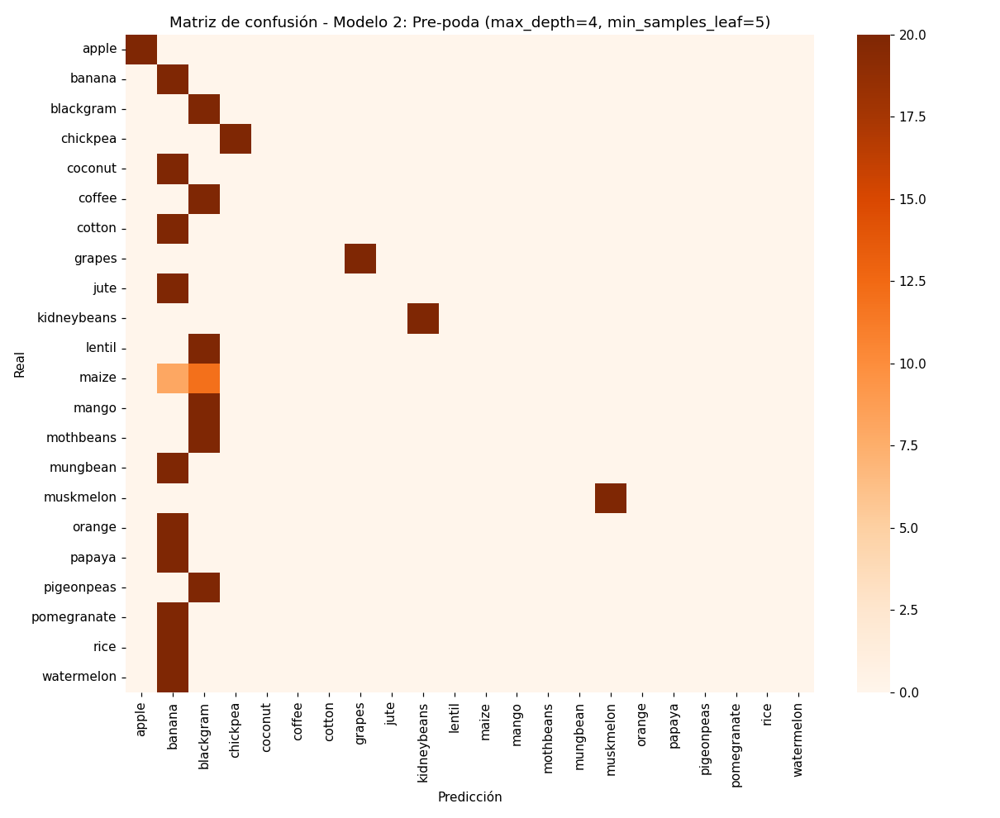 Matriz de confusión - Modelo 2: Pre-poda (max_depth=4, min_samples_leaf=5)
Real
apple
banana
blackgram
chickpea
coconut
coffee
cotton
grapes
jute
kidneybeans
lentil
maize
mango
mothbeans
mungbean
muskmelon
orange
papaya
pigeonpeas
pomegranate
rice
watermelon
apple
banana
blackgram
chickpea
coconut
coffee
cotton
grapes
jute
kidneybeans
lentil
maize
mango
mothbeans
mungbean
muskmelon
orange
papaya
pigeonpeas
pomegranate
rice
watermelon
Predicción
20.0
17.5
15.0
12.5
10.0
7.5
5.0
2.5
0.0